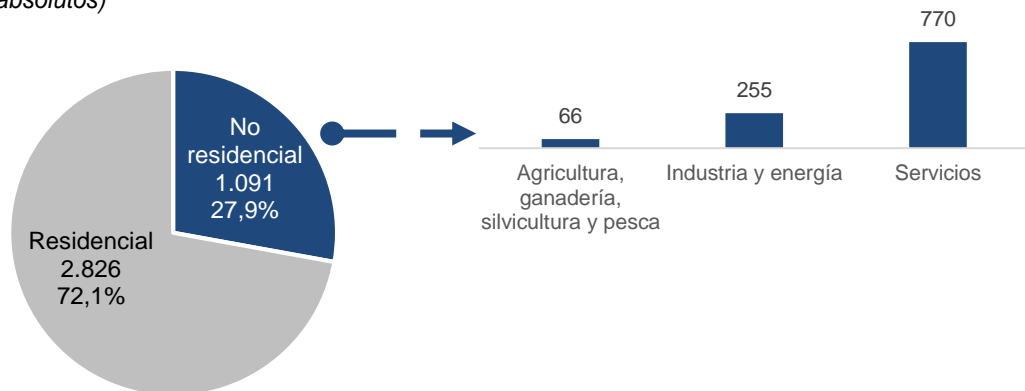 absolutos)
No
residencial
1.091
27,9%
Residencial
2.826
72,1%
66
255
770
Agricultura,
ganadería,
silvicultura y pesca
Industria y energía
Servicios